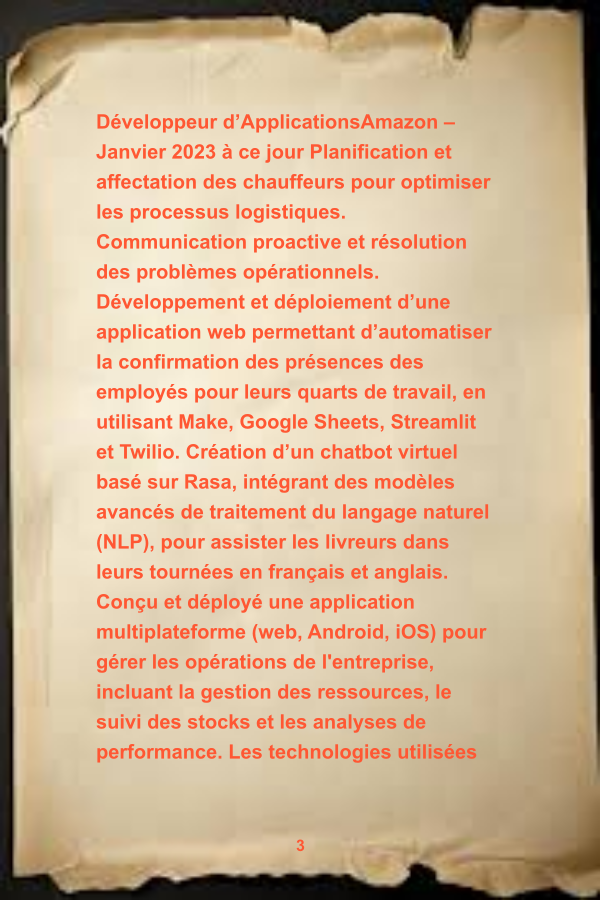 Développeur d’ApplicationsAmazon –
Janvier 2023 à ce jour Planification et
affectation des chauffeurs pour optimiser
les processus logistiques.
Communication proactive et résolution
des problèmes opérationnels.
Développement et déploiement d’une
application web permettant d’automatiser
la confirmation des présences des
employés pour leurs quarts de travail, en
utilisant Make, Google Sheets, Streamlit
et Twilio. Création d’un chatbot virtuel
basé sur Rasa, intégrant des modèles
avancés de traitement du langage naturel
(NLP), pour assister les livreurs dans
leurs tournées en français et anglais.
Conçu et déployé une application
multiplateforme (web, Android, iOS) pour
gérer les opérations de l'entreprise,
incluant la gestion des ressources, le
suivi des stocks et les analyses de
performance. Les technologies utilisées
3